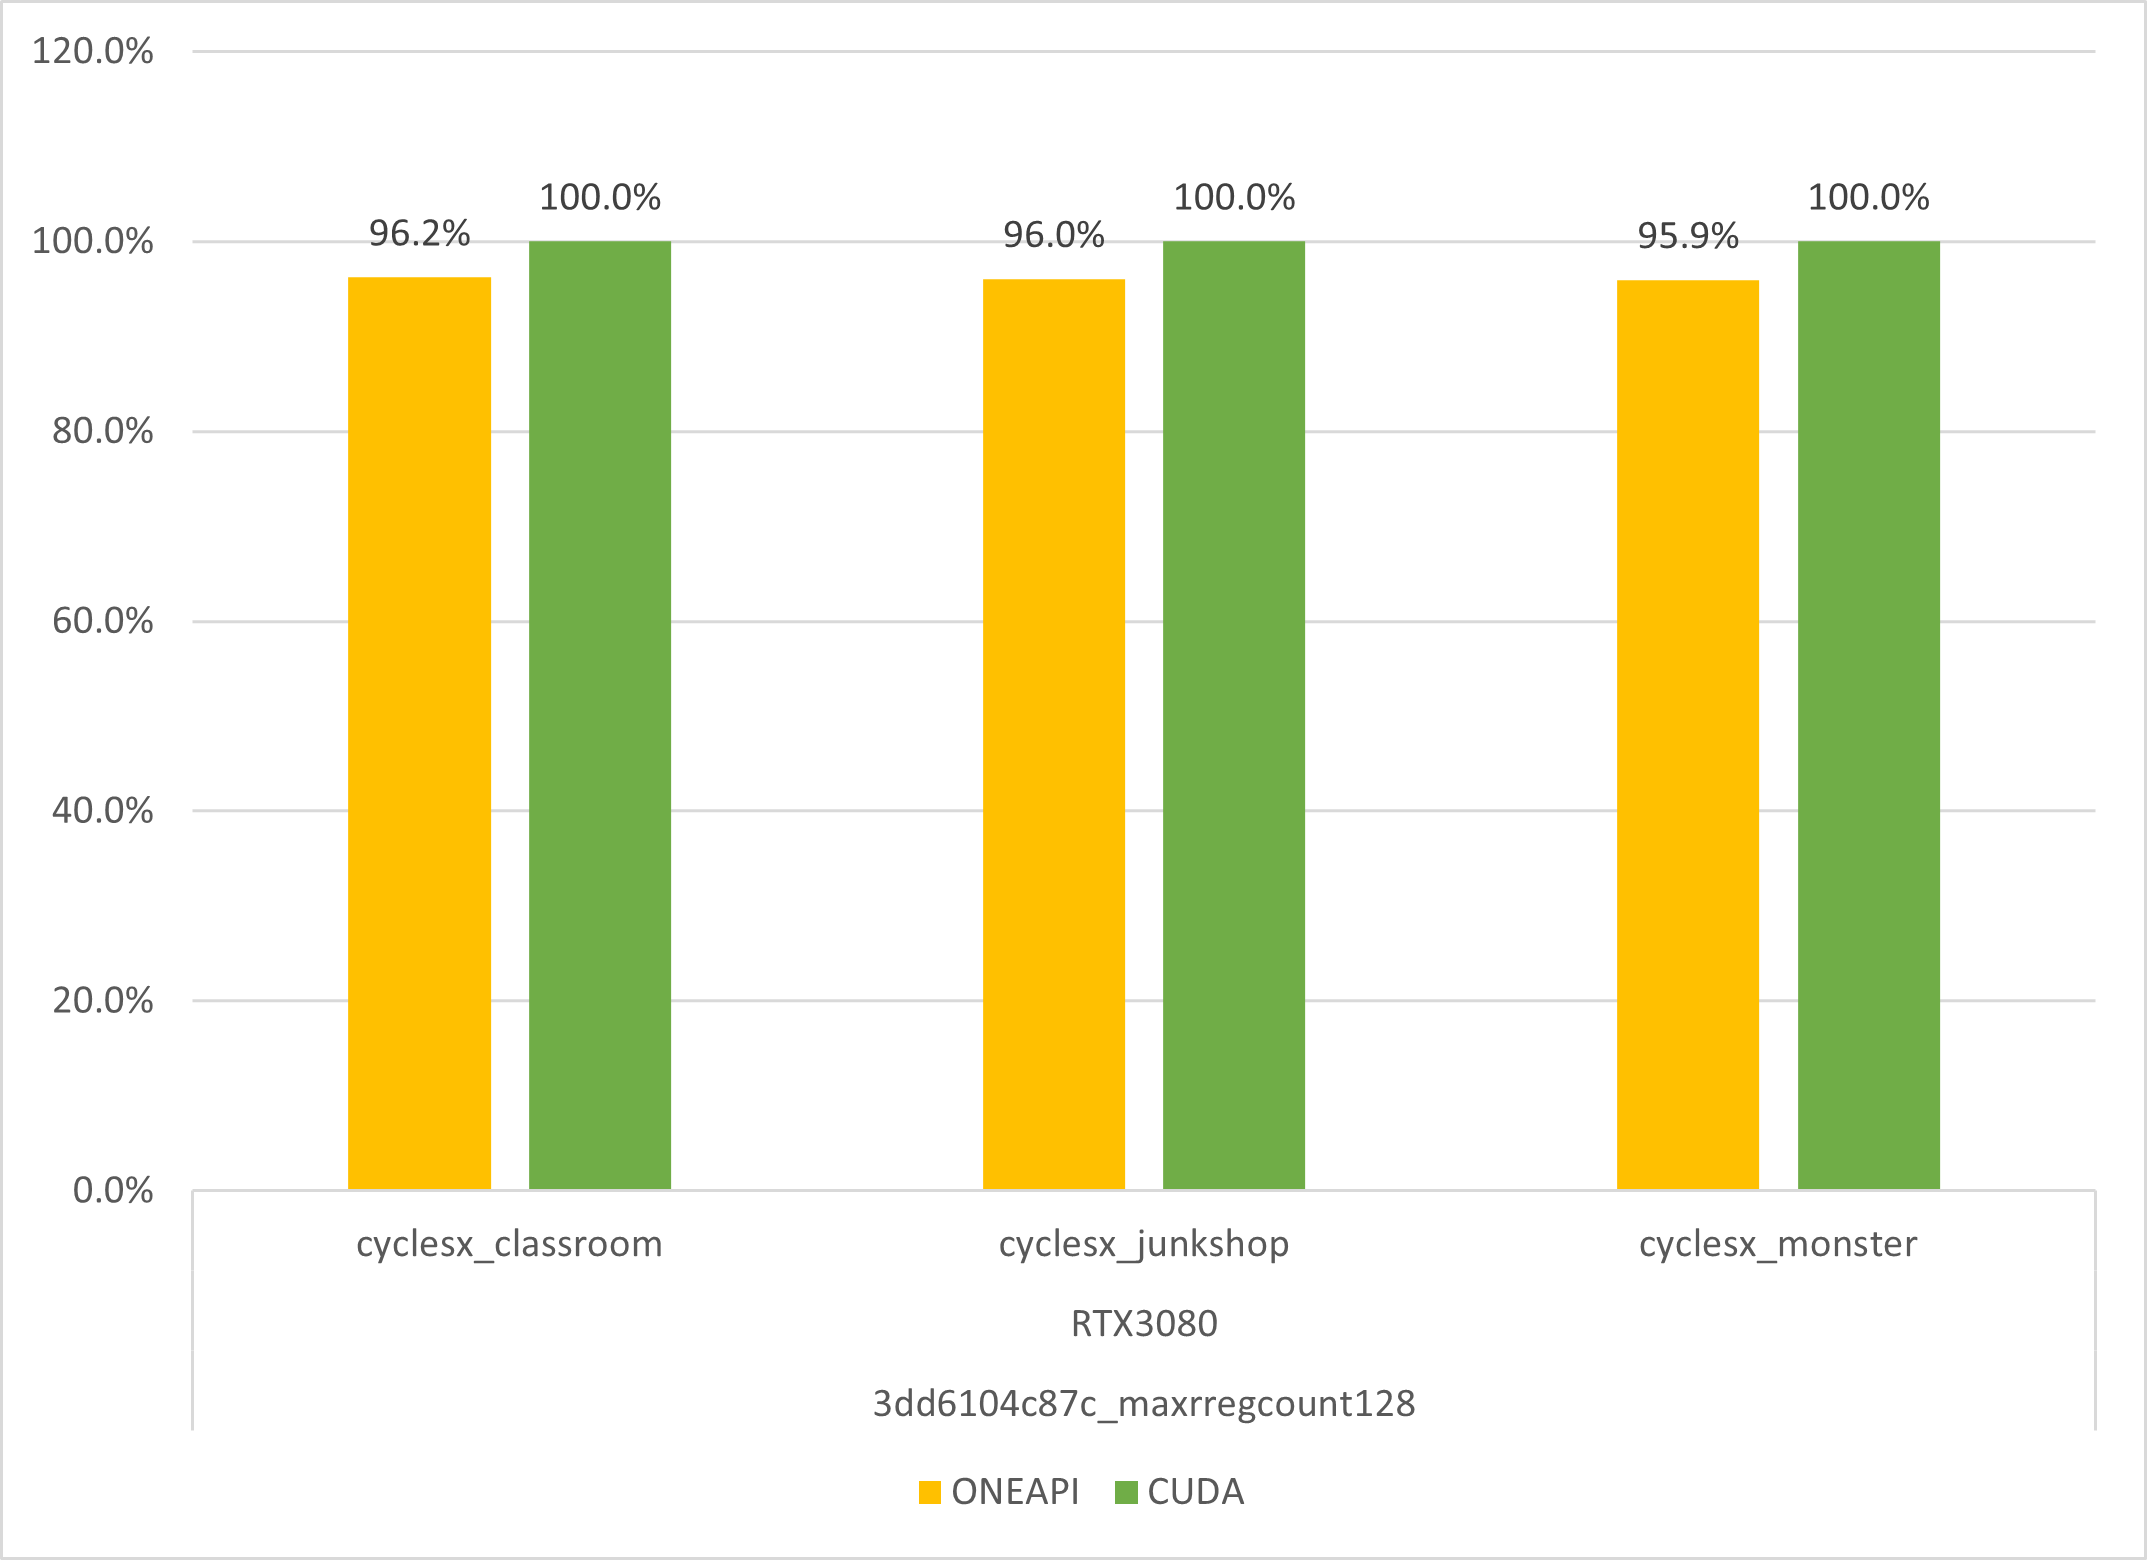 120.0%
100.0%
80.0%
60.0%
40.0%
20.0%
0.0%
96.2%
100.0%
96.0%
100.0%
95.9%
100.0%
cyclesx_classroom
cyclesx_junkshop
cyclesx_monster
RTX3080
3dd6104c87c_maxrregcount128
ONEAPI
CUDA